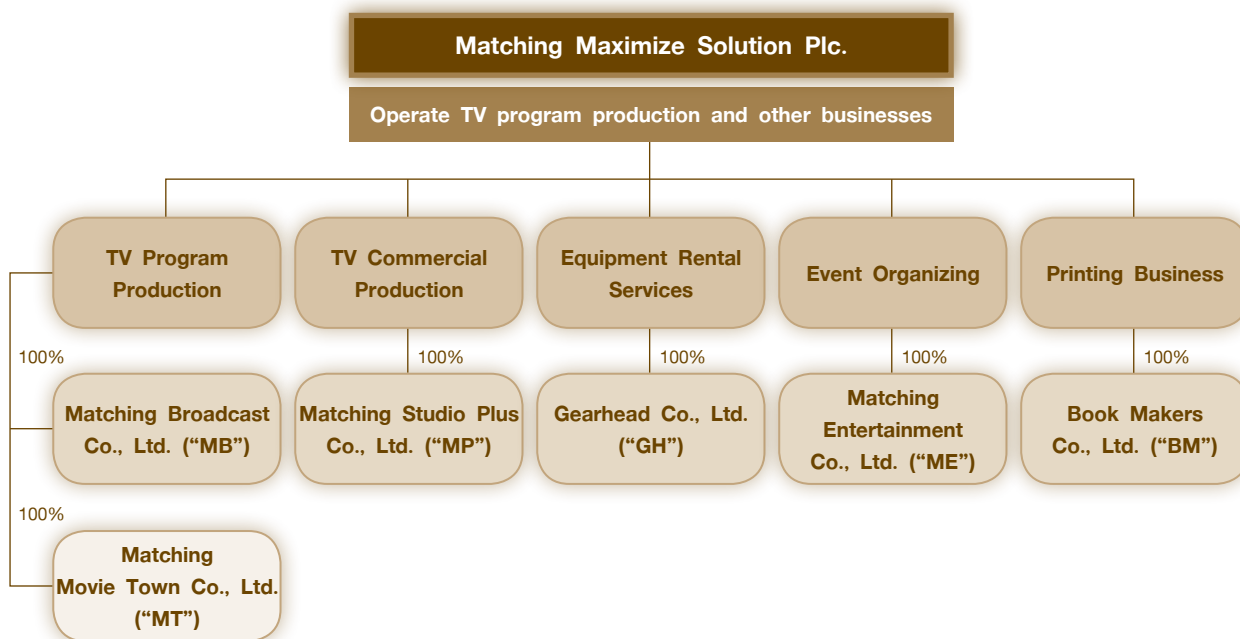 Matching Maximize Solution Plc.
Operate TV program production and other businesses
TV Program
Production
TV Commercial
Production
Equipment Rental
Services
Event Organizing
Printing Business
100%
100%
100%
100%
100%
Matching Broadcast
Co., Ltd. (“MB”)
Matching Studio Plus
Co., Ltd. (“MP”)
Gearhead Co., Ltd.
(“GH”)
Matching
Entertainment
Co., Ltd. (“ME”)
Book Makers
Co., Ltd. (“BM”)
100%
Matching
Movie Town Co., Ltd.
(“MT”)